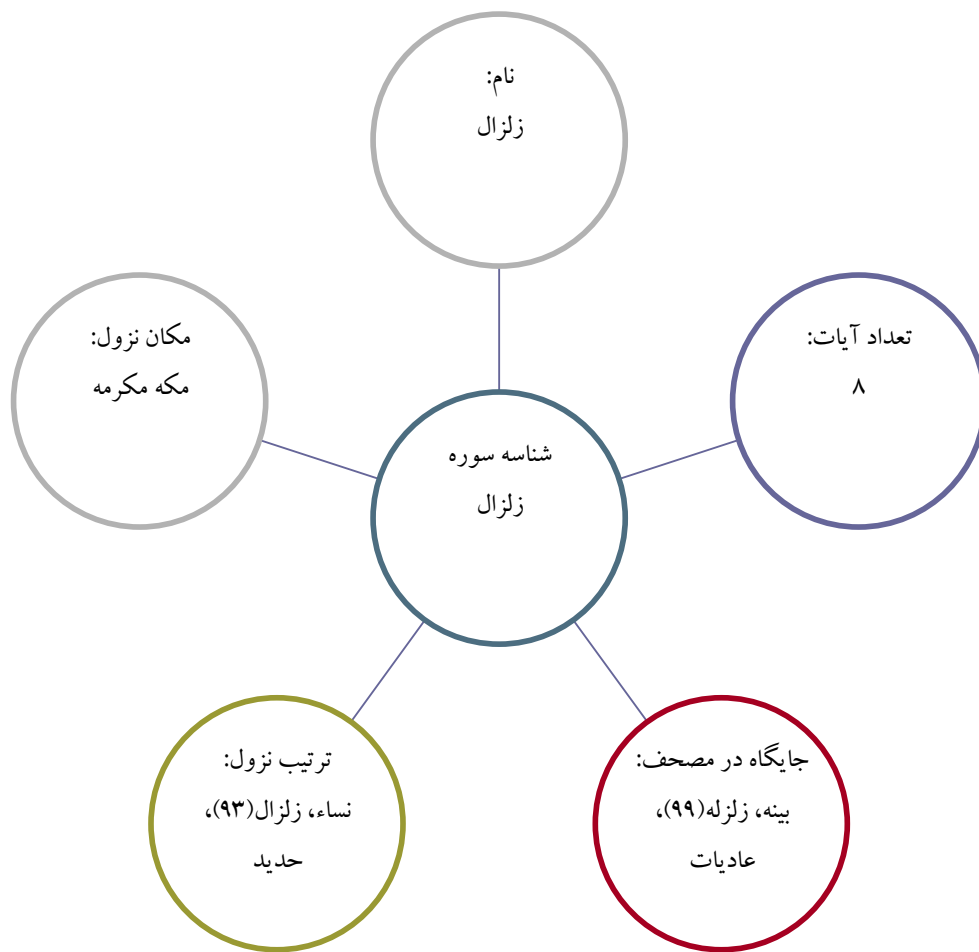 نام:
زلزال
تعداد آیات:
۸
مکان نزول:
مکه مکرمه
شناسه سوره
زلزال
جایگاه در مصحف:
بینه، زلزله(۹۹)،
عادیات
ترتیب نزول:
نساء، زلزال(۹۳)،
حدید